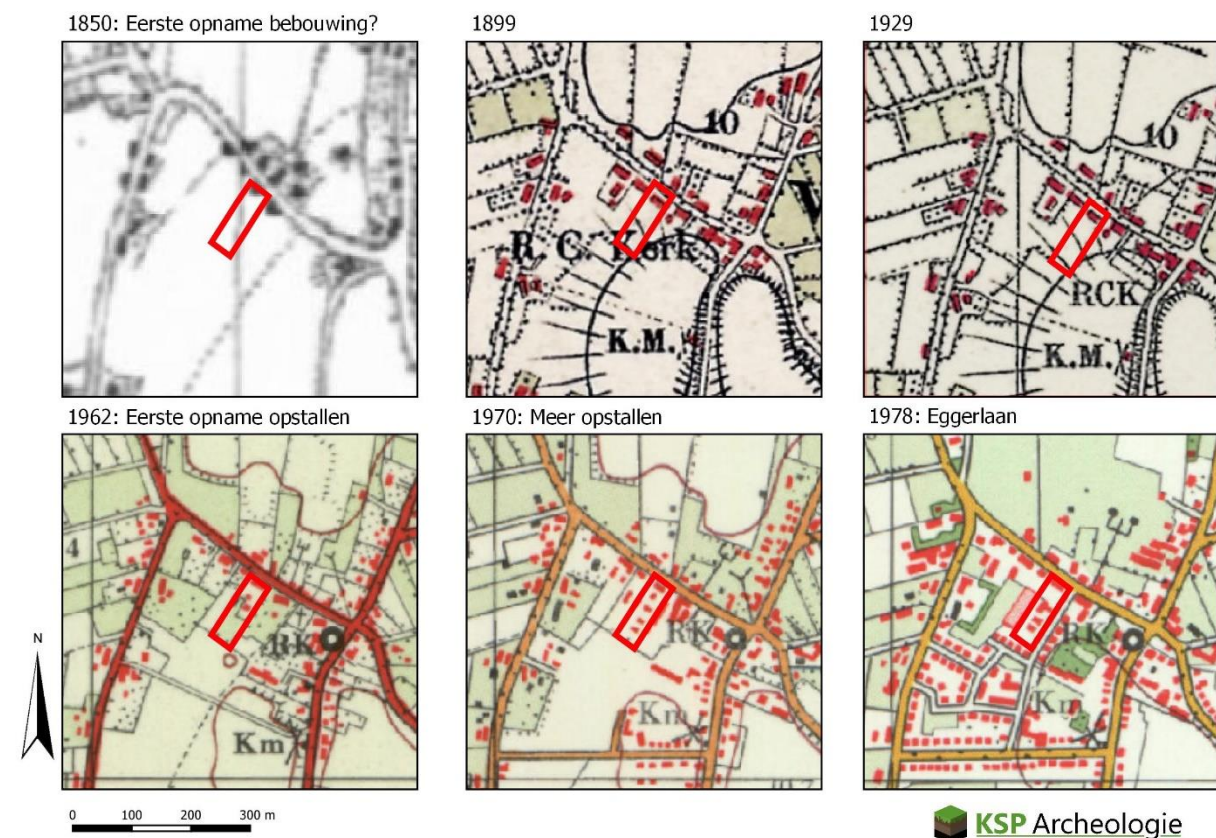 1850: Eerste opname bebouwing?
1899
1929
10
R. C. Kerk
K.M.
10
RCK
K.M.
1962: Eerste opname opstallen
1970: Meer opstallen
1978: Eggerlaan
4
RK
Km
RK
Km
RK
Km
N
0 100 200 300 m
KSP Archeologie